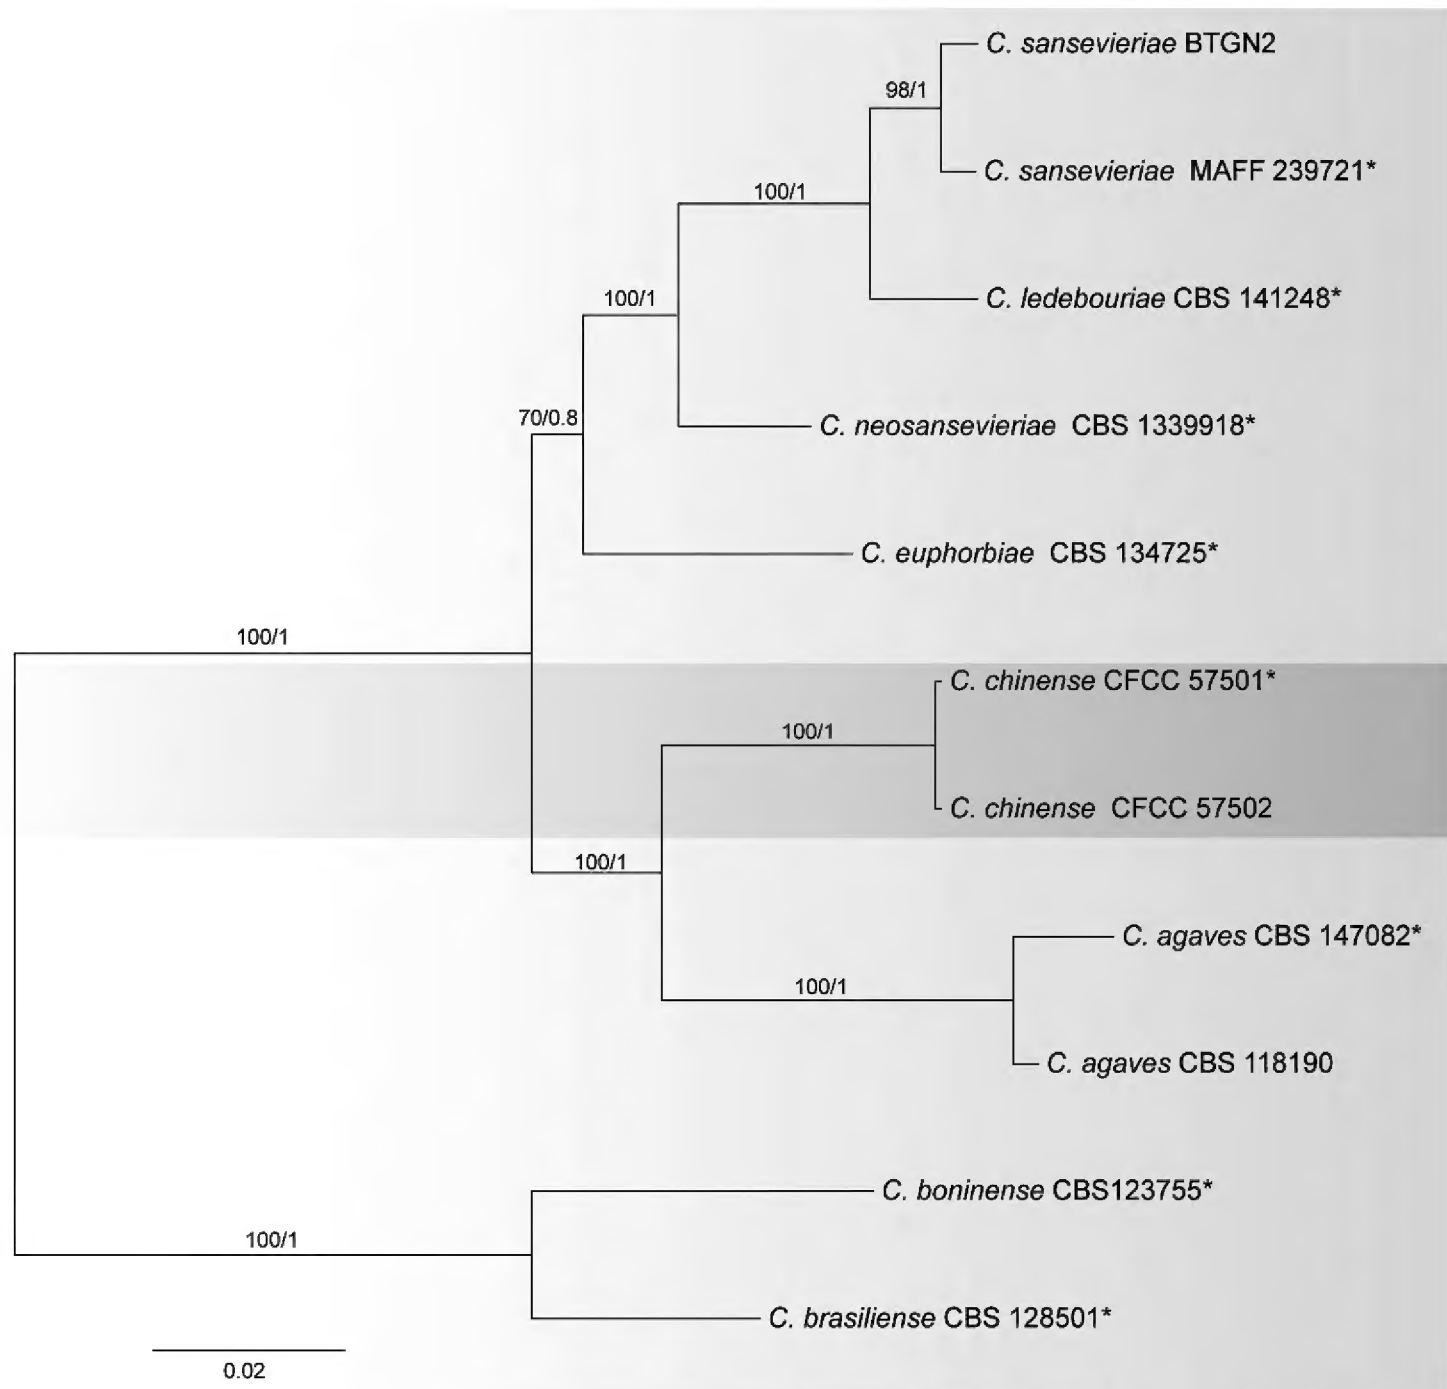 C. sansevieriae BTGN2
98/1
C. sansevieriae MAFF 239721*
100/1
C. ledebouriae CBS 141248*
100/1
70/0.8
C. neosansevieriae CBS 1339918*
C. euphorbiae CBS 134725*
100/1
C. chinense CFCC 57501*
100/1
C. chinense CFCC 57502
100/1
C. agaves CBS 147082*
100/1
C. agaves CBS 118190
C. boninense CBS123755*
100/1
C. brasiliense CBS 128501*
0.02